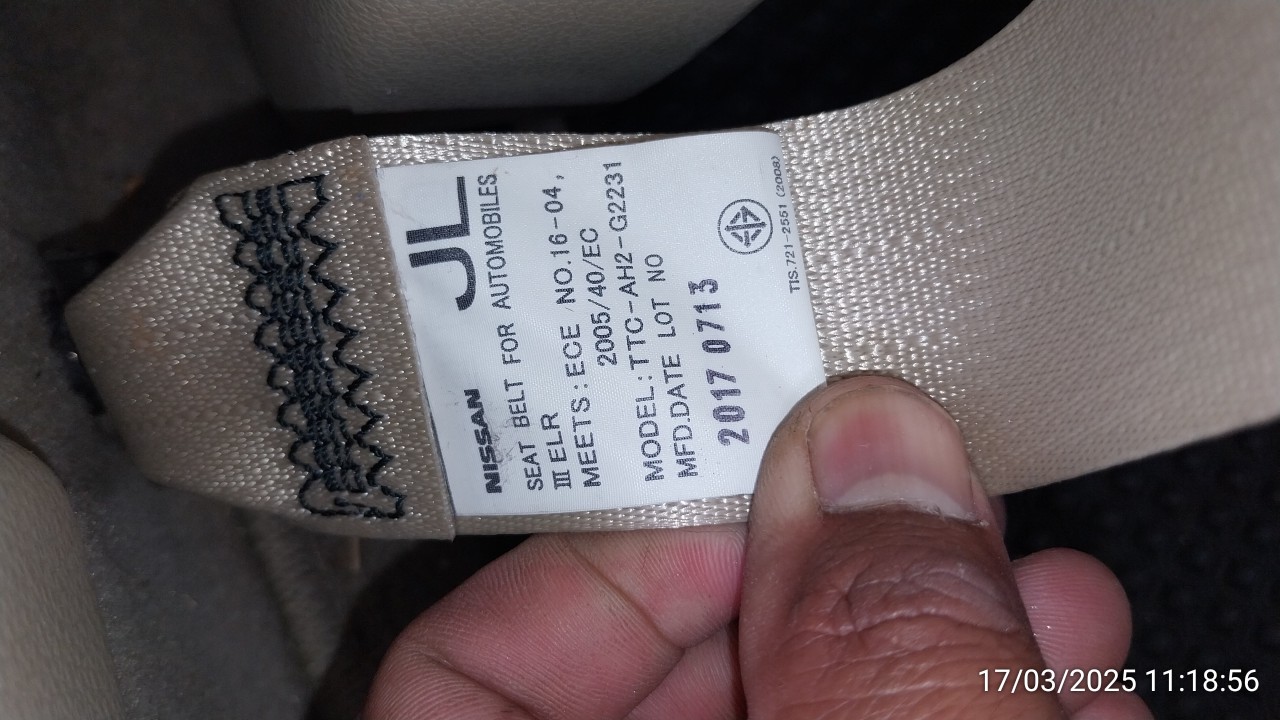 JL
NISSAN
SEAT BELT FOR AUTOMOBILES
Ⅲ ELR
MEETS:ECE NO.16-04,
2005/40/EC
MODEL:TTC-AH2-G2231
MFD.DATE LOT NO
2017 0713
TIS.721-2551 (2008)
17/03/2025 11:18:56